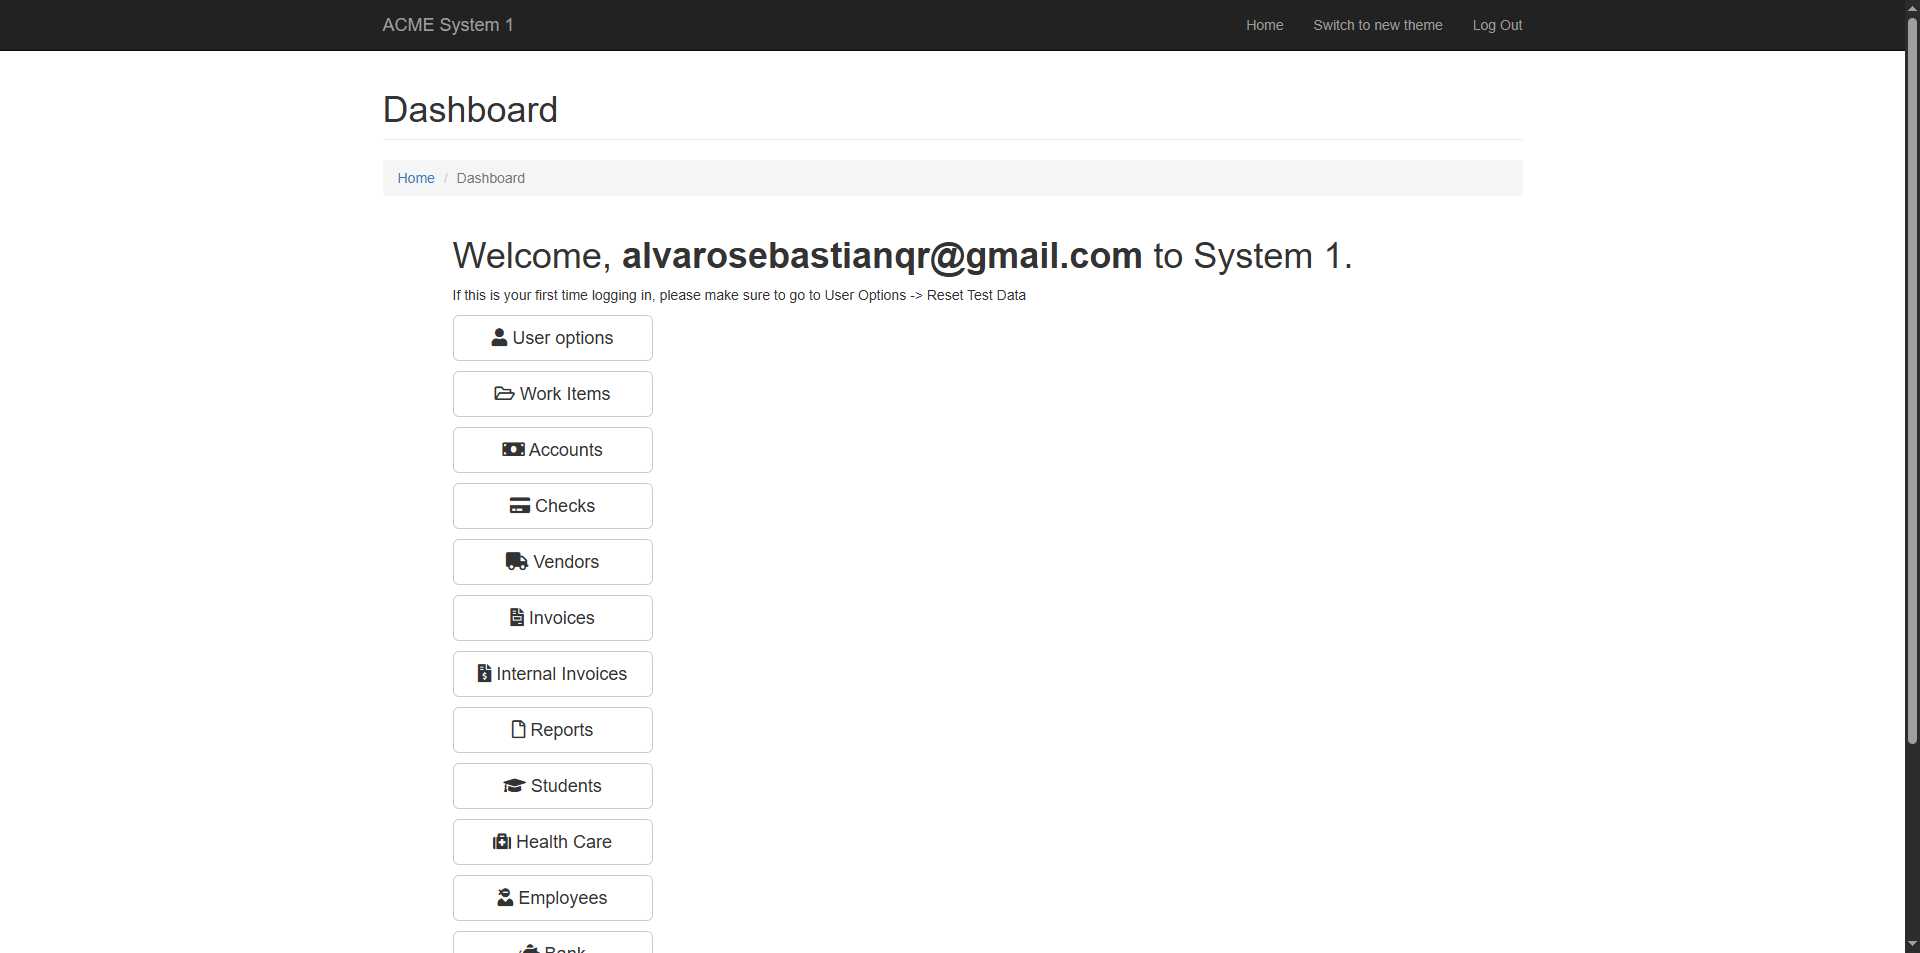 ACME System 1
Home
Switch to new theme
Log Out
Dashboard
Home / Dashboard
Welcome, alvarosebastianqr@gmail.com to System 1.
If this is your first time logging in, please make sure to go to User Options -> Reset Test Data
User options
Work Items
Accounts
Checks
Vendors
Invoices
Internal Invoices
Reports
Students
Health Care
Employees
Bank